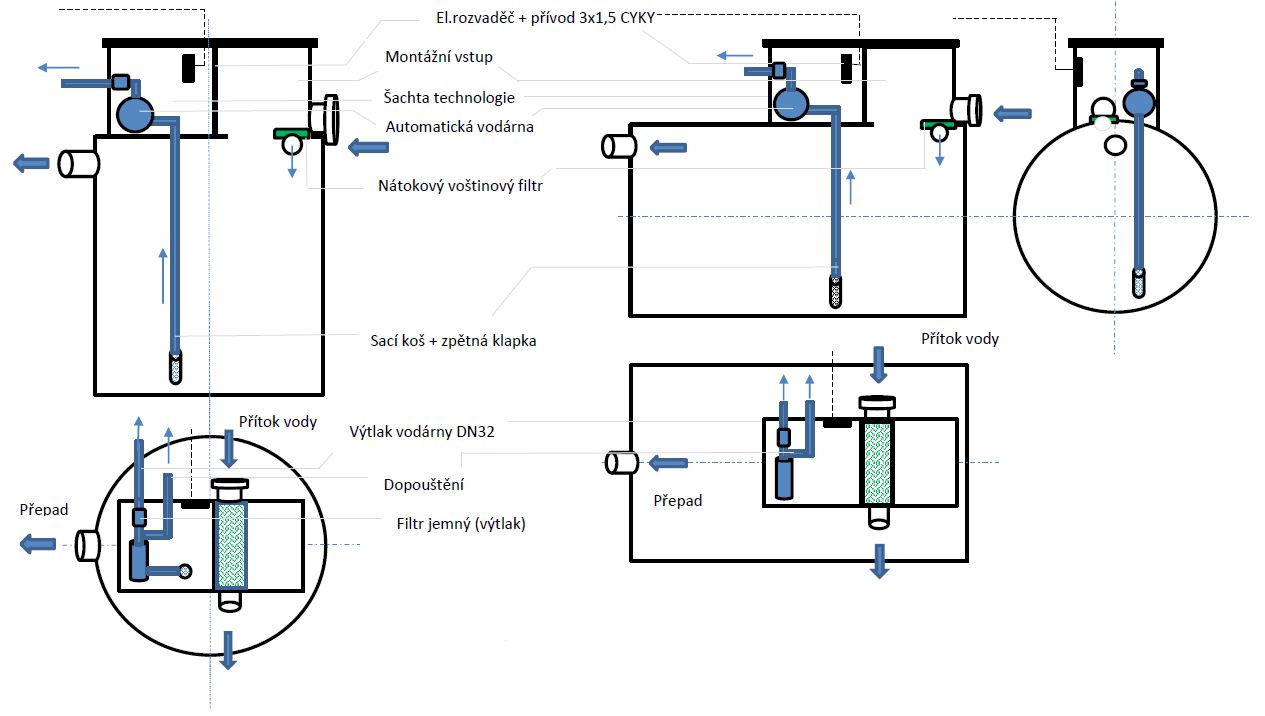 El.rozvaděč + přívod 3x1,5 CYKY
Montážní vstup
Šachta technologie
Automatická vodárna
Nátokový voštinový filtr
Sací koš + zpětná klapka
Přítok vody
Přítok vody
Výtlak vodárny DN32
Dopouštění
Přepad
Přepad
Filtr jemný (výtlak)